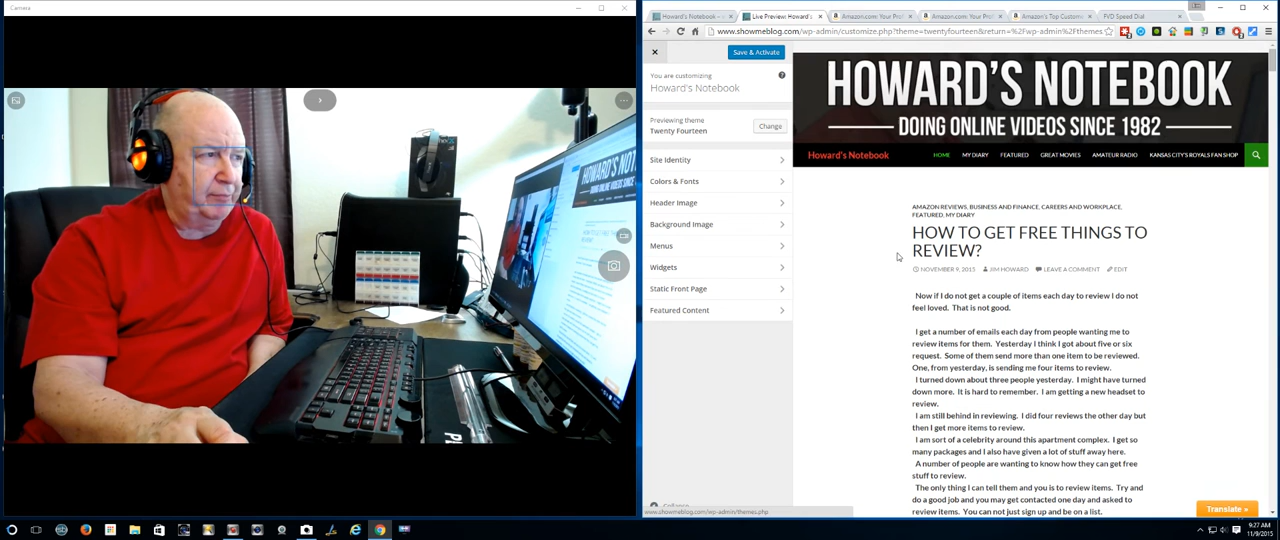 Camera
Howard's Notebook –
Live Preview: Howard's
Amazon.com: Your Prof
Amazon.com: Your Prof
Amazon's Top Custome
FVD Speed Dial
www.showmeblog.com/wp-admin/customize.php?theme=twentyfourteen&return=%2Fwp-admin%2Fthemes.
Save & Activate
You are customizing
Howard's Notebook
Previewing theme
Twenty Fourteen
Change
Site Identity
Colors & Fonts
Header Image
Background Image
Menus
Widgets
Static Front Page
Featured Content
Collapse
www.showmeblog.com/wp-admin/themes.php
HOWARD'S NOTEBOOK
DOING ONLINE VIDEOS SINCE 1982
Howard's Notebook
HOME
MY DIARY
FEATURED
GREAT MOVIES
AMATEUR RADIO
KANSAS CITY'S ROYALS FAN SHOP
AMAZON REVIEWS, BUSINESS AND FINANCE, CAREERS AND WORKPLACE,
FEATURED, MY DIARY
HOW TO GET FREE THINGS TO
REVIEW?
NOVEMBER 9, 2015 JIM HOWARD LEAVE A COMMENT EDIT
Now if I do not get a couple of items each day to review I do not
feel loved. That is not good.
I get a number of emails each day from people wanting me to
review items for them. Yesterday I think I got about five or six
request. Some of them send more than one item to be reviewed.
One, from yesterday, is sending me four items to review.
I turned down about three people yesterday. I might have turned
down more. It is hard to remember. I am getting a new headset to
review.
I am still behind in reviewing. I did four reviews the other day but
then I get more items to review.
I am sort of a celebrity around this apartment complex. I get so
many packages and I also have given a lot of stuff away here.
A number of people are wanting to know how they can get free
stuff to review.
The only thing I can tell them and you is to review items. Try and
do a good job and you may get contacted one day and asked to
review items. You can not just sign up and be on a list.
Translate »
9:27 AM
11/9/2015